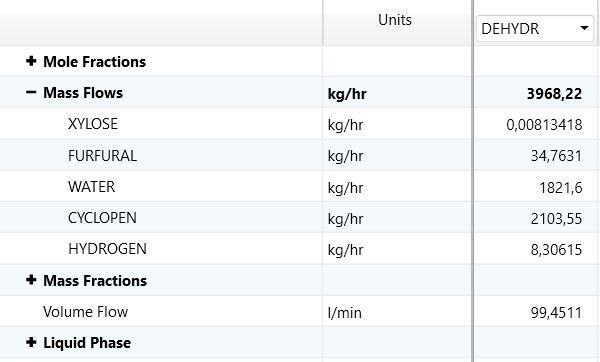 Units DEHYDR
Mole Fractions
Mass Flows kg/hr 3968,22
XYLOSE kg/hr 0,00813418
FURFURAL kg/hr 34,7631
WATER kg/hr 1821,6
CYCLOPEN kg/hr 2103,55
HYDROGEN kg/hr 8,30615
Mass Fractions
Volume Flow l/min 99,4511
Liquid Phase